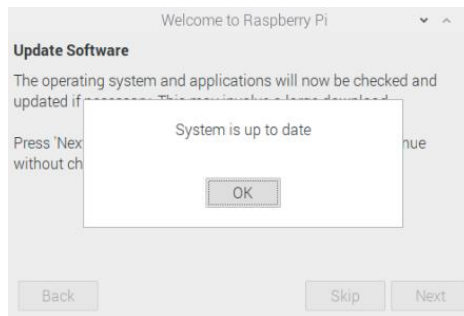 Welcome to Raspberry Pi
Update Software
The operating system and applications will now be checked and
updated if
System is up to date
Press 'Nex
nue
without ch
OK
Back
Skip
Next